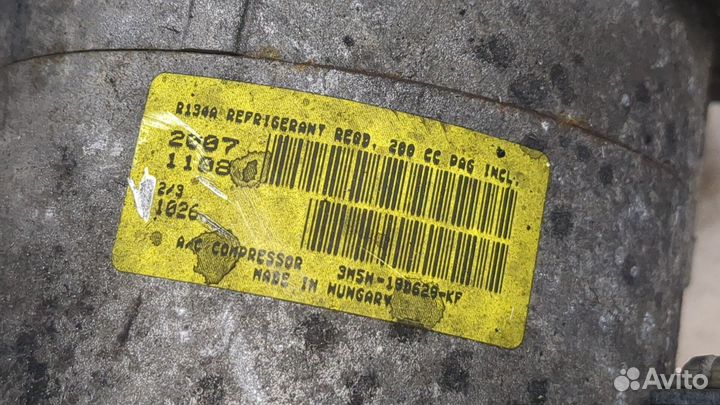 R134A REFRIGERANT REQD, 200 CC PAG INCL.
2007
1108
2/3
1026
A/C COMPRESSOR
MADE IN HUNGARY
3M5H-19D629-KF
Avito